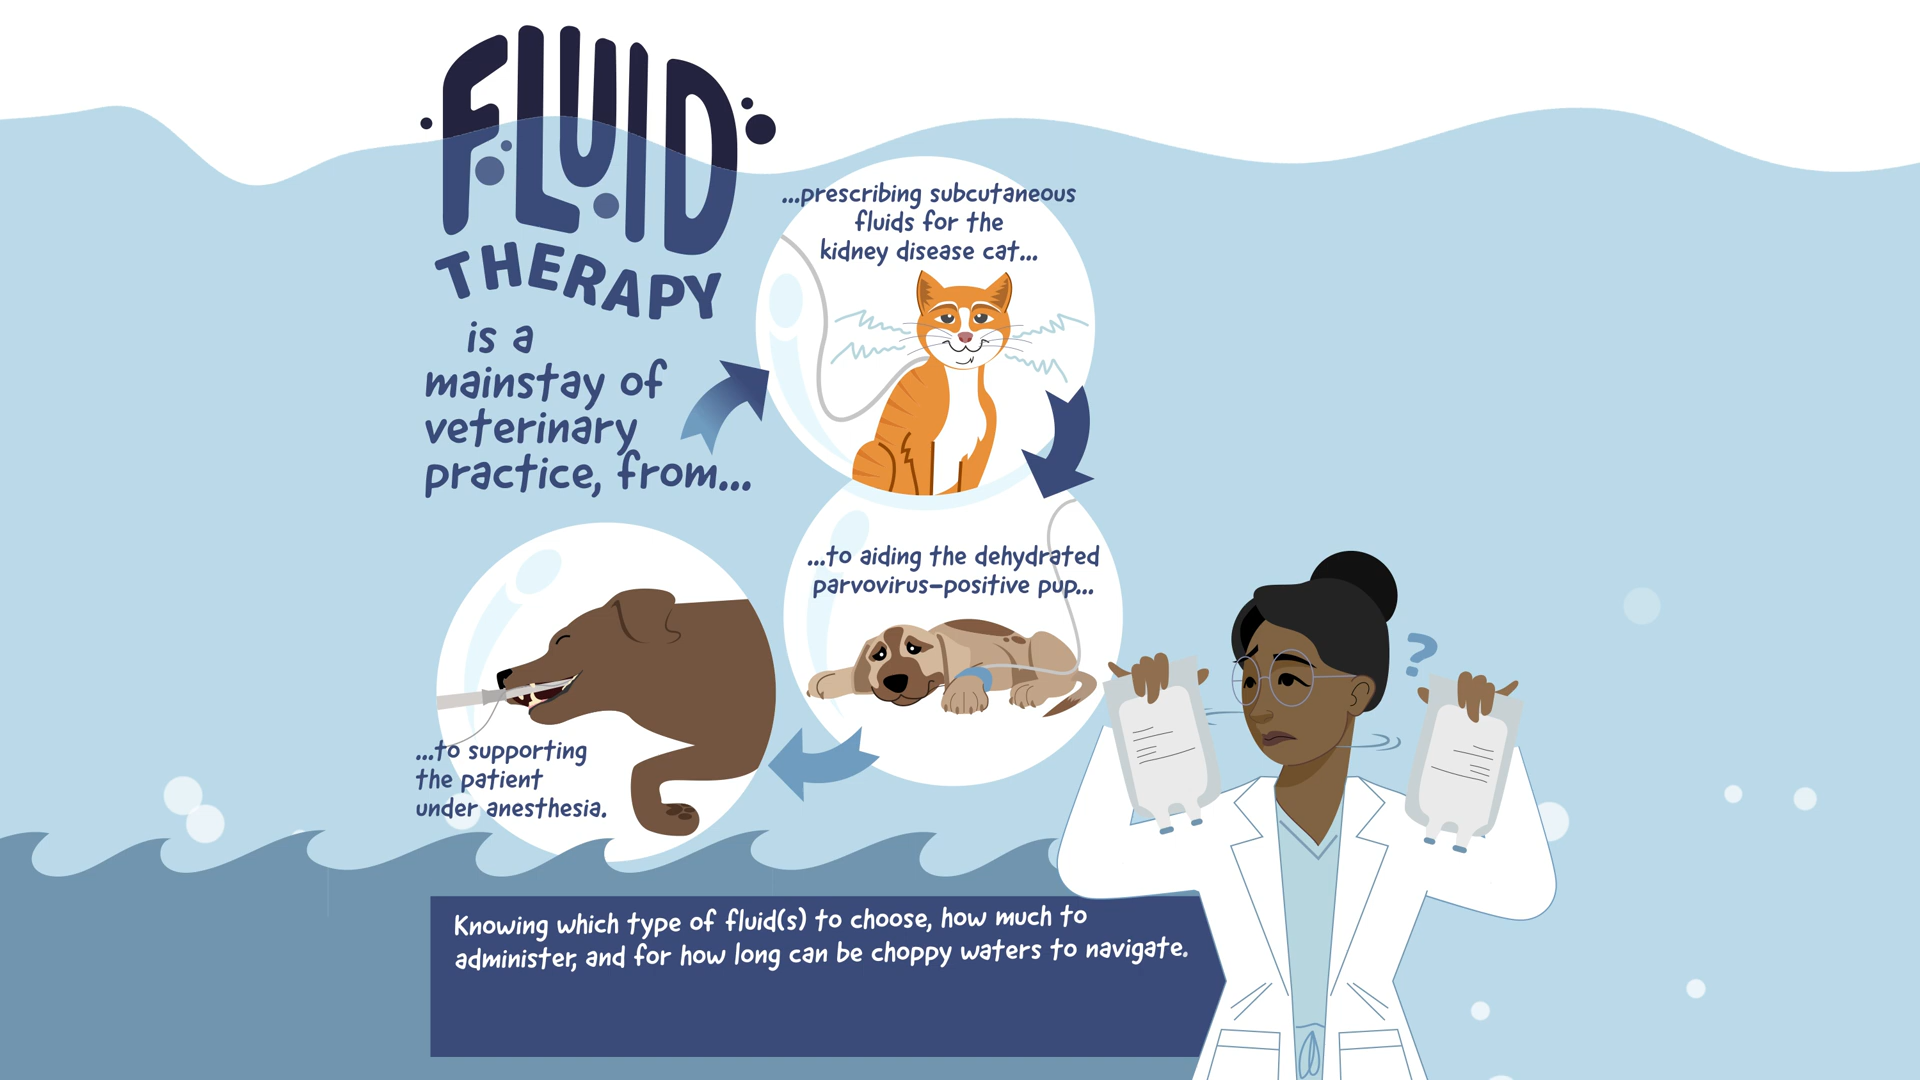 FLUID
THERAPY
is a
mainstay of
veterinary
practice, from...
...prescribing subcutaneous
fluids for the
kidney disease cat...
...to aiding the dehydrated
parvovirus-positive pup...
...to supporting
the patient
under anesthesia.
?
Knowing which type of fluid(s) to choose, how much to
administer, and for how long can be choppy waters to navigate.